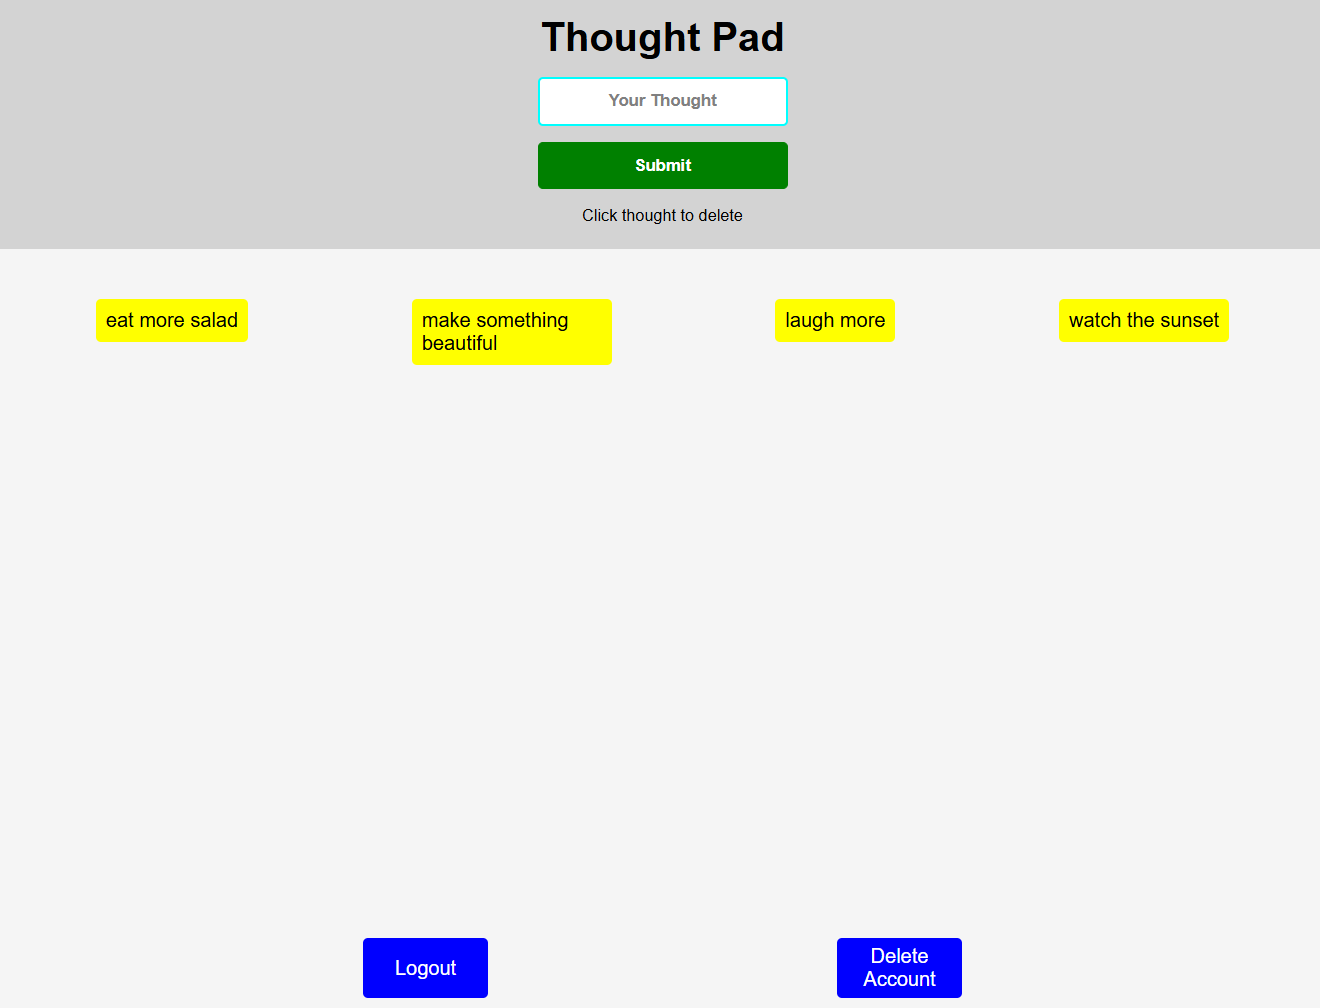 Thought Pad
Your Thought
Submit
Click thought to delete
eat more salad
make something
beautiful
laugh more
watch the sunset
Logout
Delete
Account